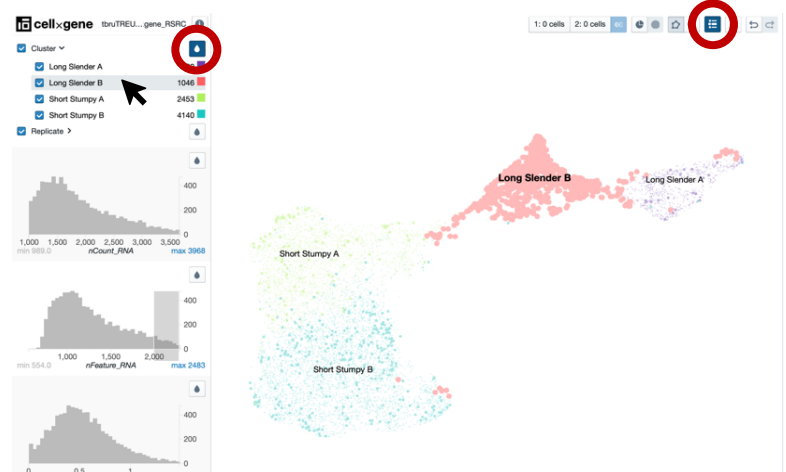 cell×gene tbruTREU...gene_RSRC
1: 0 cells 2: 0 cells
Cluster
Long Slender A
Long Slender B 1046
Short Stumpy A 2453
Short Stumpy B 4140
Replicate
400
200
0
1,000 1,500 2,000 2,500 3,000 3,500
min 989.0 nCount_RNA max 3968
400
200
0
1,000 1,500 2,000
min 554.0 nFeature_RNA max 2483
400
200
0
0 0.5 1
Long Slender B
Long Slender A
Short Stumpy A
Short Stumpy B